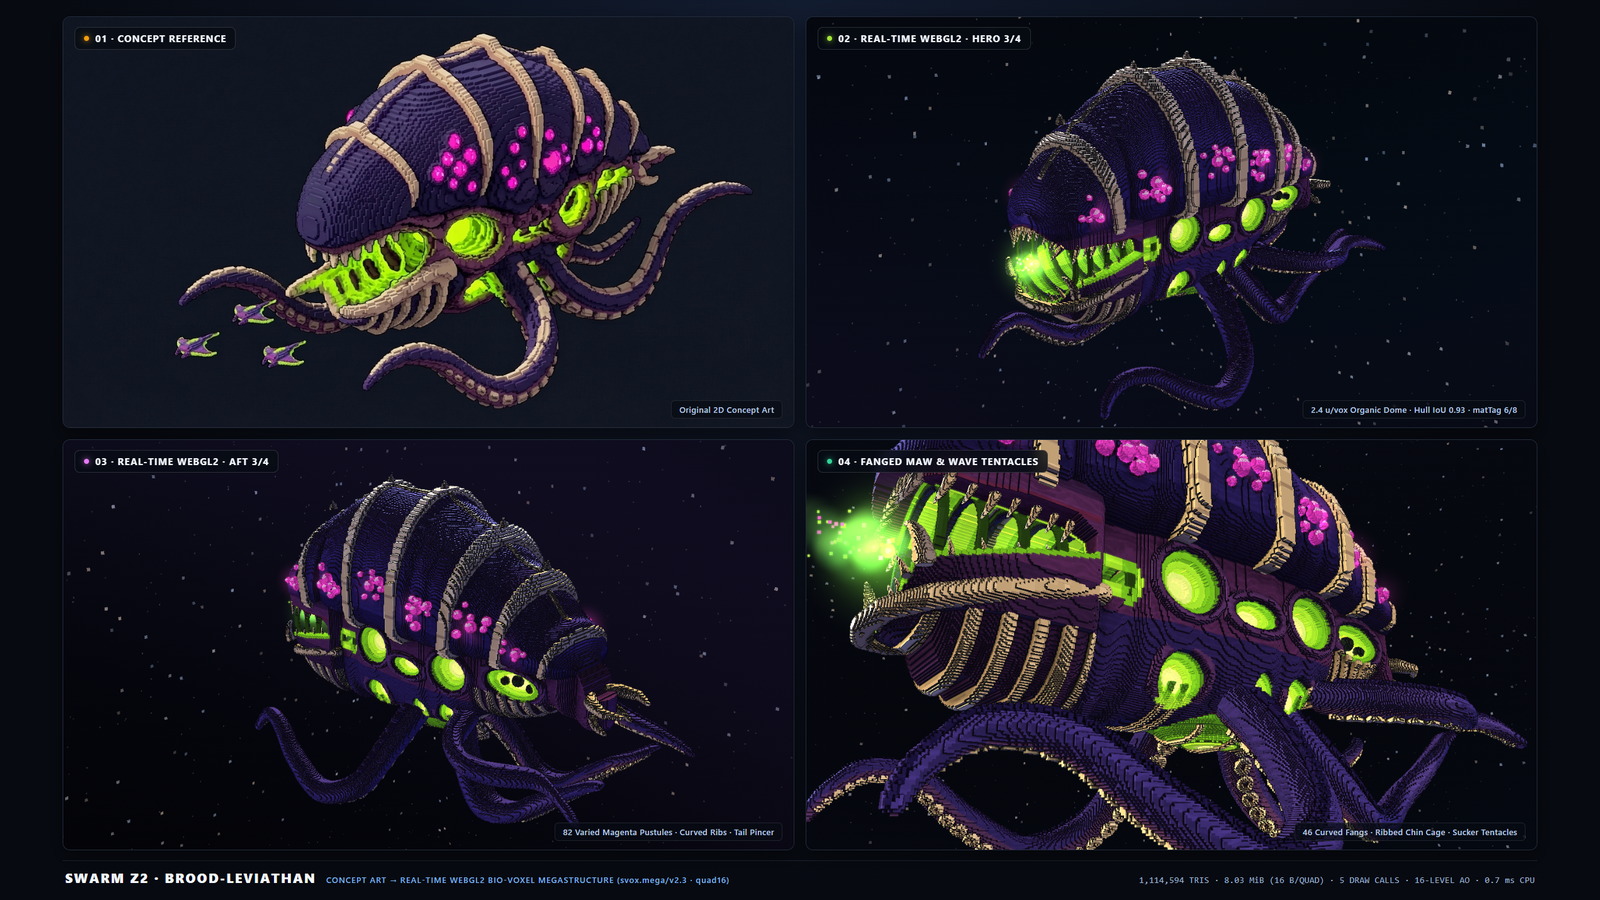 01 · CONCEPT REFERENCE
Original 2D Concept Art
02 · REAL-TIME WEBGL2 · HERO 3/4
2.4 u/vox Organic Dome · Hull IoU 0.93 · matTag 6/8
03 · REAL-TIME WEBGL2 · AFT 3/4
82 Varied Magenta Pustules · Curved Ribs · Tail Pincer
04 · FANGED MAW & WAVE TENTACLES
46 Curved Fangs · Ribbed Chin Cage · Sucker Tentacles
SWARM Z2 · BROOD-LEVIATHAN CONCEPT ART → REAL-TIME WEBGL2 BIO-VOXEL MEGASTRUCTURE (svox.mega/v2.3 · quad16)
1,114,594 TRIS · 8.03 MiB (16 B/QUAD) · 5 DRAW CALLS · 16-LEVEL AO · 0.7 ms CPU